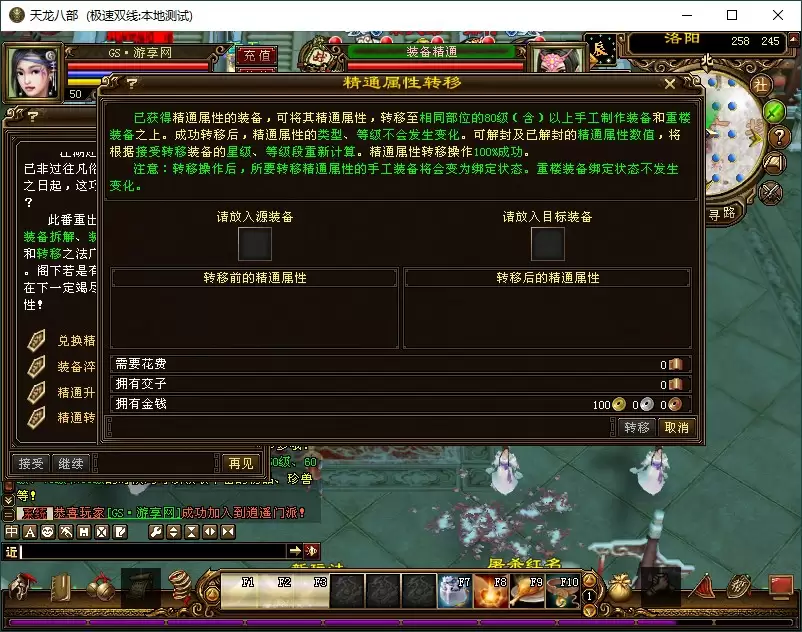 天龙八部 (极速双线:本地测试)
GS·游享网
充值
装备精通
洛阳
258 245
北
50
精通属性转移
已获得精通属性的装备，可将其精通属性，转移至相同部位的80级（含）以上手工制作装备和重楼
装备之上。成功转移后，精通属性的类型、等级不会发生变化。可解封及已解封的精通属性数值，将
根据接受转移装备的星级、等级段重新计算。精通属性转移操作100%成功。
注意：转移操作后，所要转移精通属性的手工装备将会变为绑定状态。重楼装备绑定状态不发生
变化。
请放入源装备
请放入目标装备
转移前的精通属性
转移后的精通属性
需要花费
0
拥有交子
0
拥有金钱
100 0 0
转移
取消
寻路
已非过往凡俗
之日起，这功
?
此番重出
装备拆解、装
和转移之法广
。阁下若是有
在下一定竭尽
性!
兑换精
装备淬
精通升
精通转
接受
继续
再见
等!
恭喜玩家[GS·游享网]成功加入到逍遥门派!
中 A
近
F1 F2 F3 F7 F8 F9 F10
1
屠杀红名